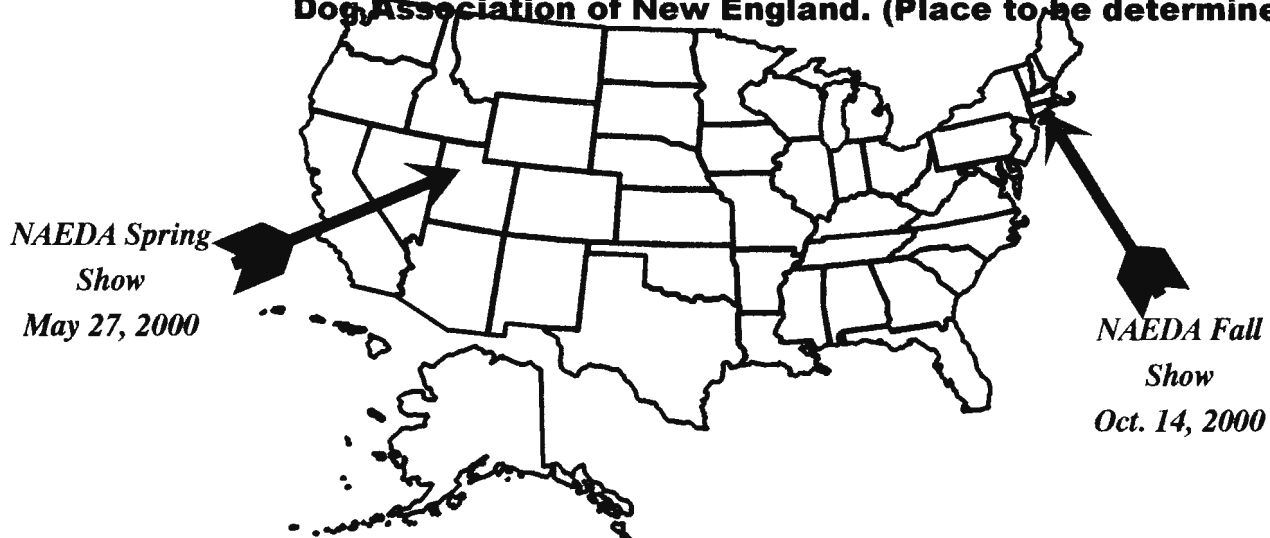 Dog Association of New England. (Place to be determine
NAEDA Spring
Show
May 27, 2000
NAEDA Fall
Show
Oct. 14, 2000